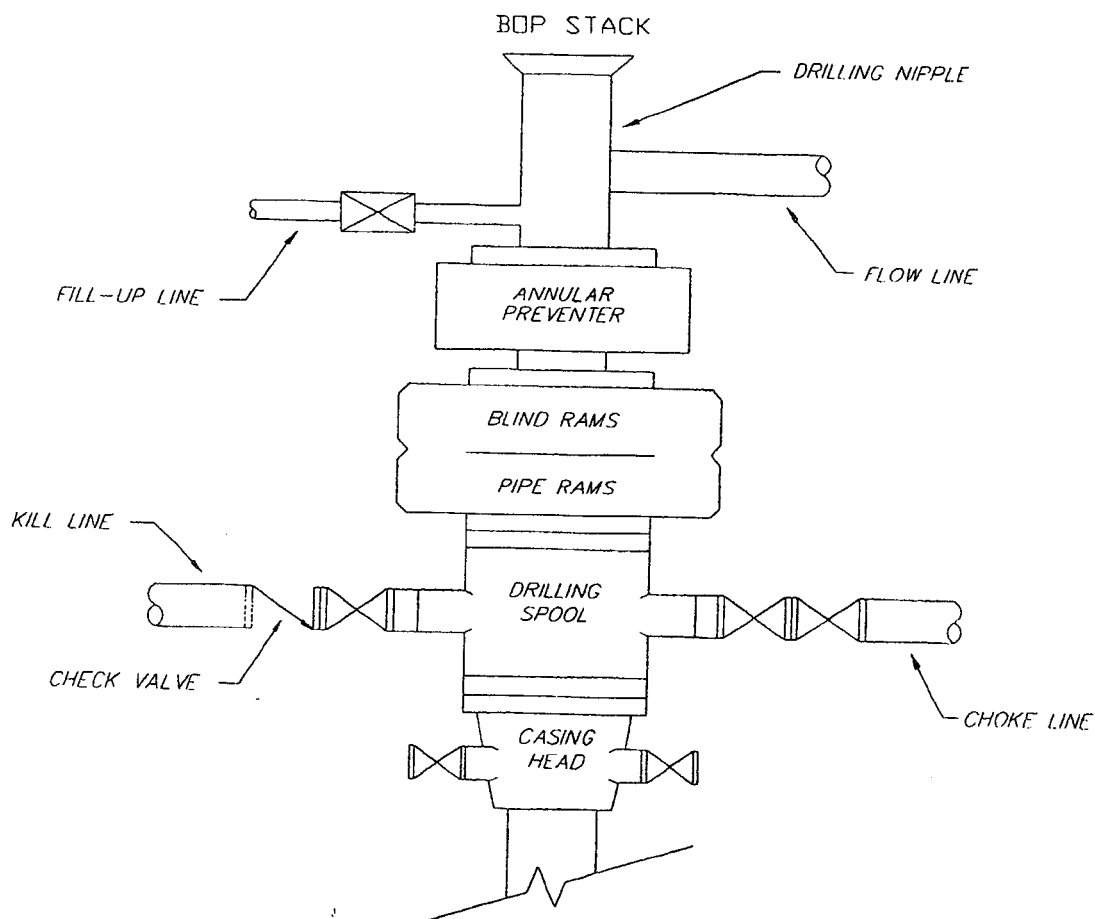 BOP STACK
DRILLING NIPPLE
FLOW LINE
FILL-UP LINE
ANNULAR
PREVENTER
BLIND RAMS
PIPE RAMS
KILL LINE
DRILLING
SPOOL
CHECK VALVE
CHOKE LINE
CASING
HEAD